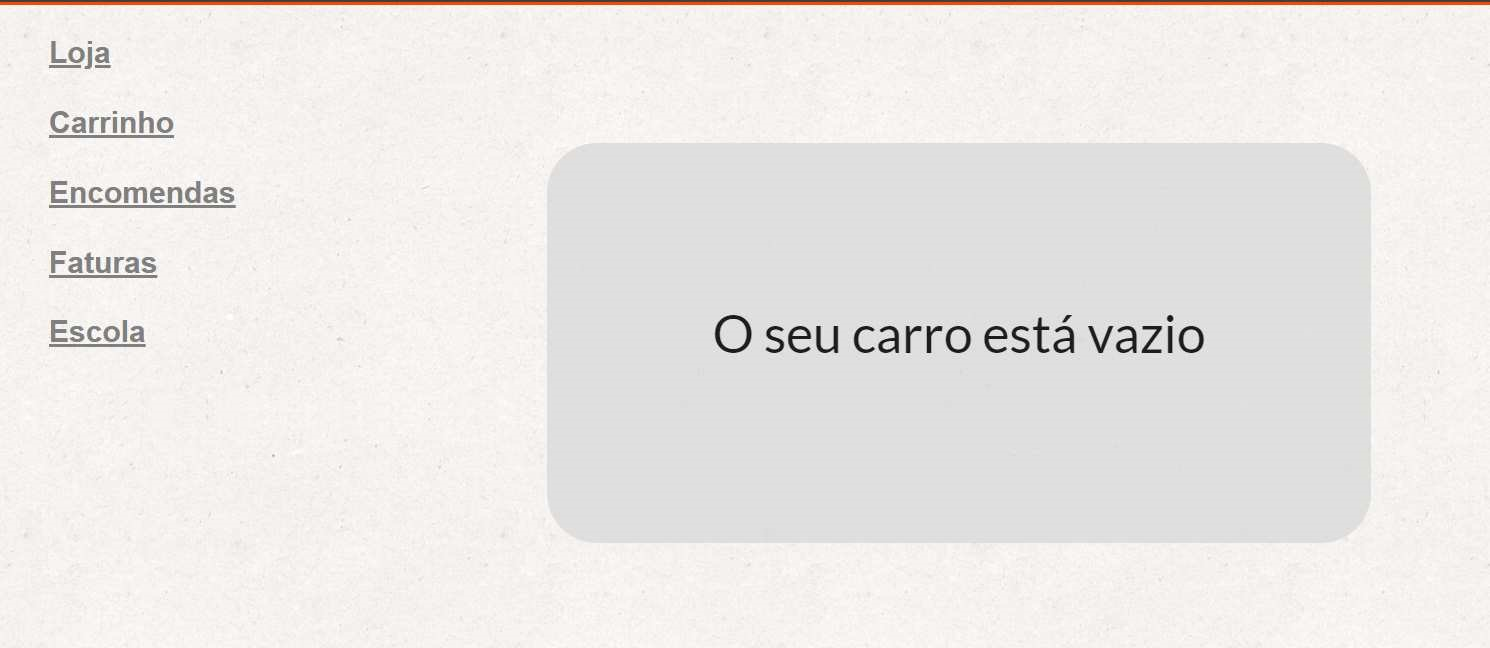 Loja
Carrinho
Encomendas
Faturas
Escola
O seu carro está vazio